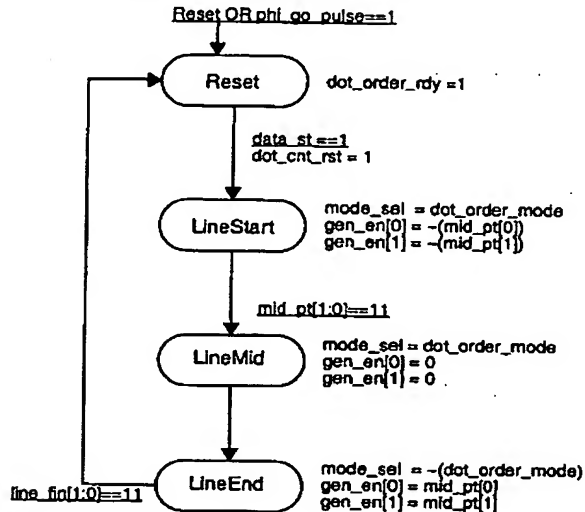 Reset OR phi_go_pulse==1
Reset
dot_order_rdy =1
data_st==1
dot_cnt_rst = 1
LineStart
mode_sel = dot_order_mode
gen_en[0] = ~(mid_pt[0])
gen_en[1] = ~(mid_pt[1])
mid_pt[1:0]==11
LineMid
mode_sel = dot_order_mode
gen_en[0] = 0
gen_en[1] = 0
LineEnd
mode_sel = ~(dot_order_mode)
gen_en[0] = mid_pt[0]
gen_en[1] = mid_pt[1]
line_fin[1:0]==11